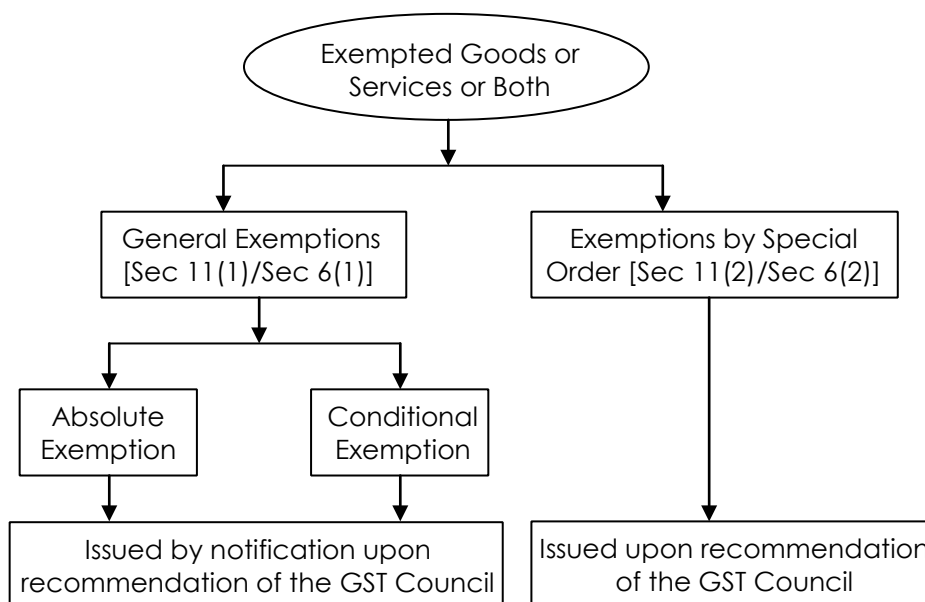 Exempted Goods or
Services or Both
General Exemptions
[Sec 11(1)/Sec 6(1)]
Exemptions by Special
Order [Sec 11(2)/Sec 6(2)]
Absolute
Exemption
Conditional
Exemption
Issued by notification upon
recommendation of the GST Council
Issued upon recommendation
of the GST Council